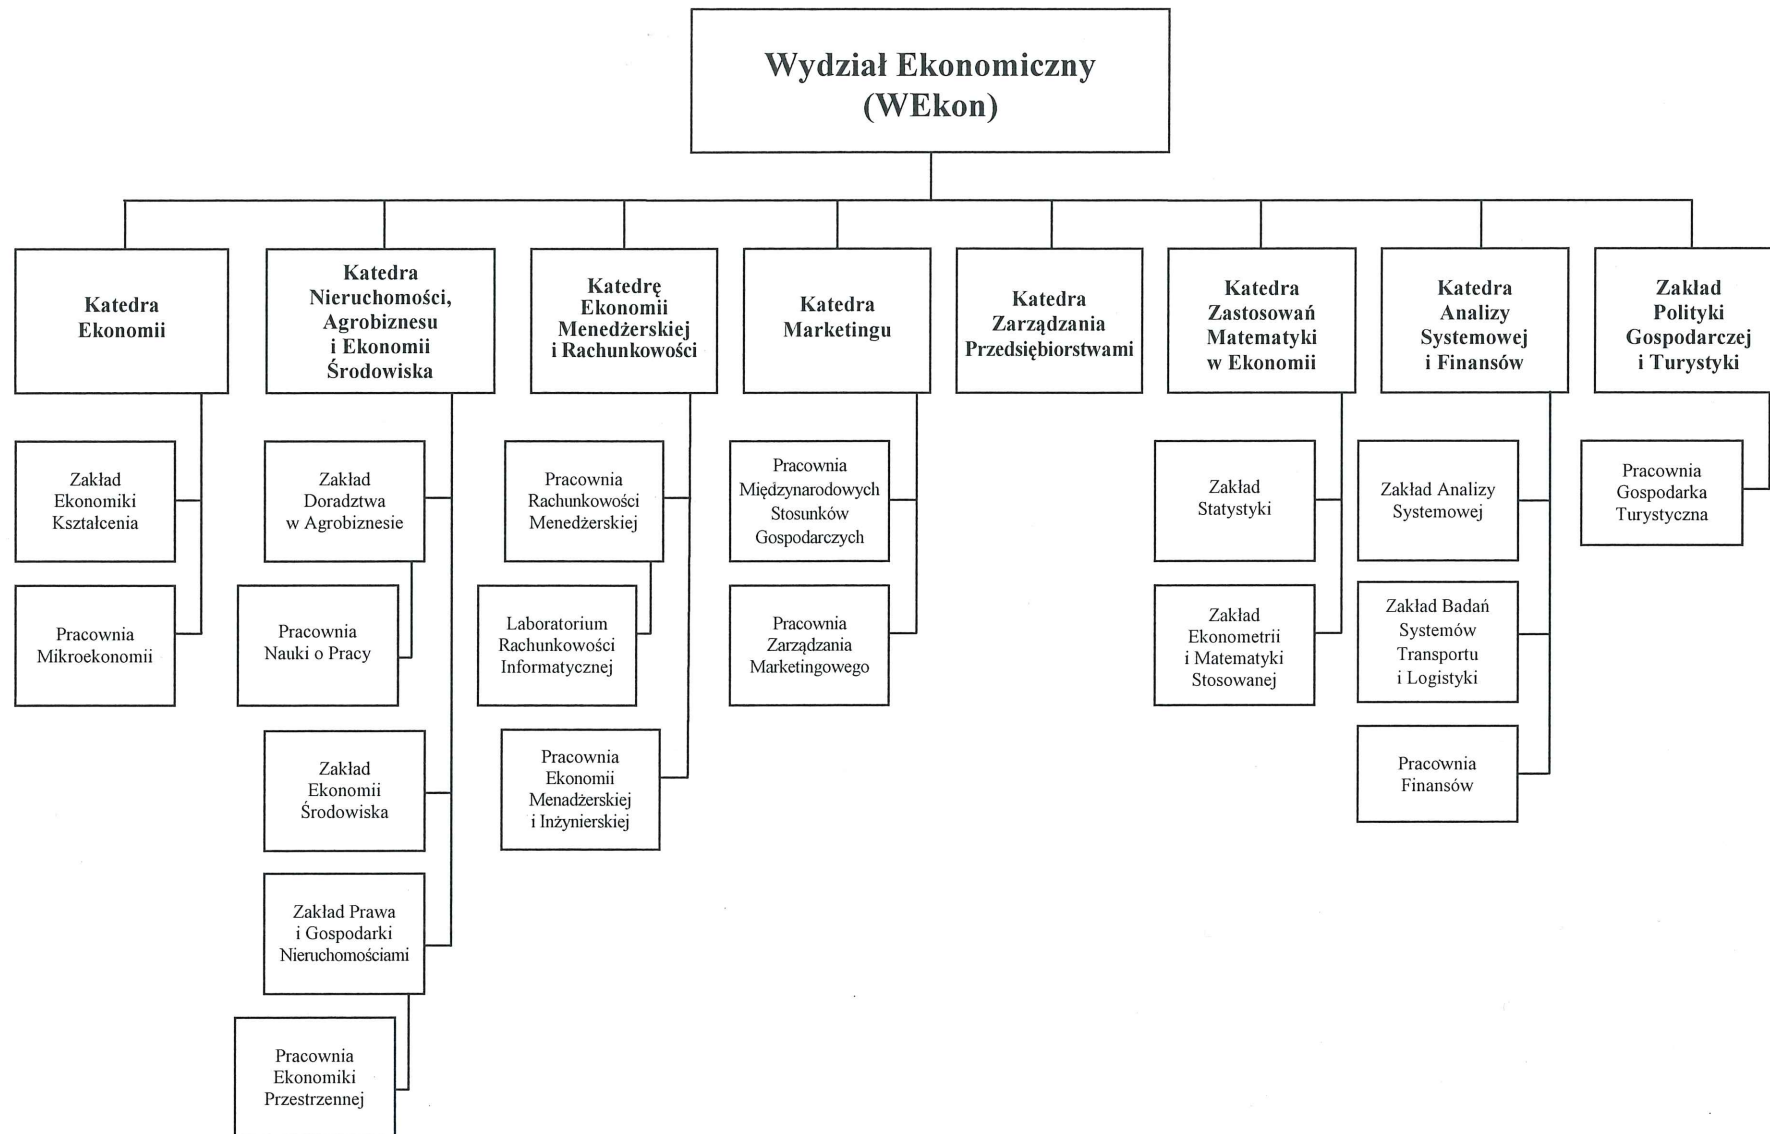 Wydział Ekonomiczny
(WEkon)
Katedra
Ekonomii
Katedra
Nieruchomości,
Agrobiznesu
i Ekonomii
Środowiska
Katedrę
Ekonomii
Menedżerskiej
i Rachunkowości
Katedra
Marketingu
Katedra
Zarządzania
Przedsiębiorstwami
Katedra
Zastosowań
Matematyki
w Ekonomii
Katedra
Analizy
Systemowej
i Finansów
Zakład
Polityki
Gospodarczej
i Turystyki
Zakład
Ekonomiki
Kształcenia
Zakład
Doradztwa
w Agrobiznesie
Pracownia
Rachunkowości
Menedżerskiej
Pracownia
Międzynarodowych
Stosunków
Gospodarczych
Zakład
Statystyki
Zakład Analizy
Systemowej
Pracownia
Gospodarka
Turystyczna
Pracownia
Mikroekonomii
Pracownia
Nauki o Pracy
Laboratorium
Rachunkowości
Informatycznej
Pracownia
Zarządzania
Marketingowego
Zakład
Ekonometrii
i Matematyki
Stosowanej
Zakład Badań
Systemów
Transportu
i Logistyki
Zakład
Ekonomii
Środowiska
Pracownia
Ekonomii
Menadżerskiej
i Inżynierskiej
Pracownia
Finansów
Zakład Prawa
i Gospodarki
Nieruchomościami
Pracownia
Ekonomiki
Przestrzennej